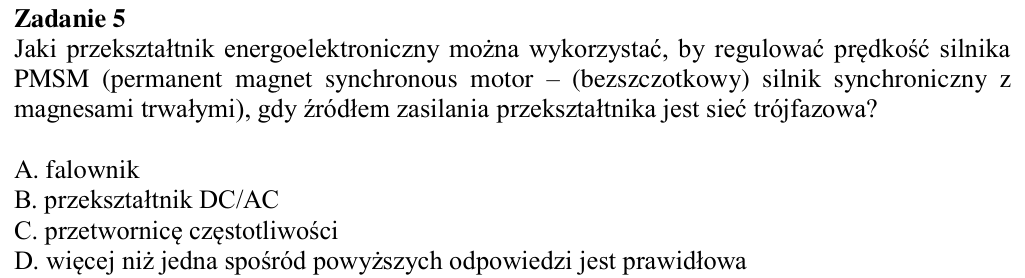 Zadanie 5
Jaki przekształtnik energoelektroniczny można wykorzystać, by regulować prędkość silnika
PMSM (permanent magnet synchronous motor – (bezszczotkowy) silnik synchroniczny z
magnesami trwałymi), gdy źródłem zasilania przekształtnika jest sieć trójfazowa?
A. falownik
B. przekształtnik DC/AC
C. przetwornicę częstotliwości
D. więcej niż jedna spośród powyższych odpowiedzi jest prawidłowa